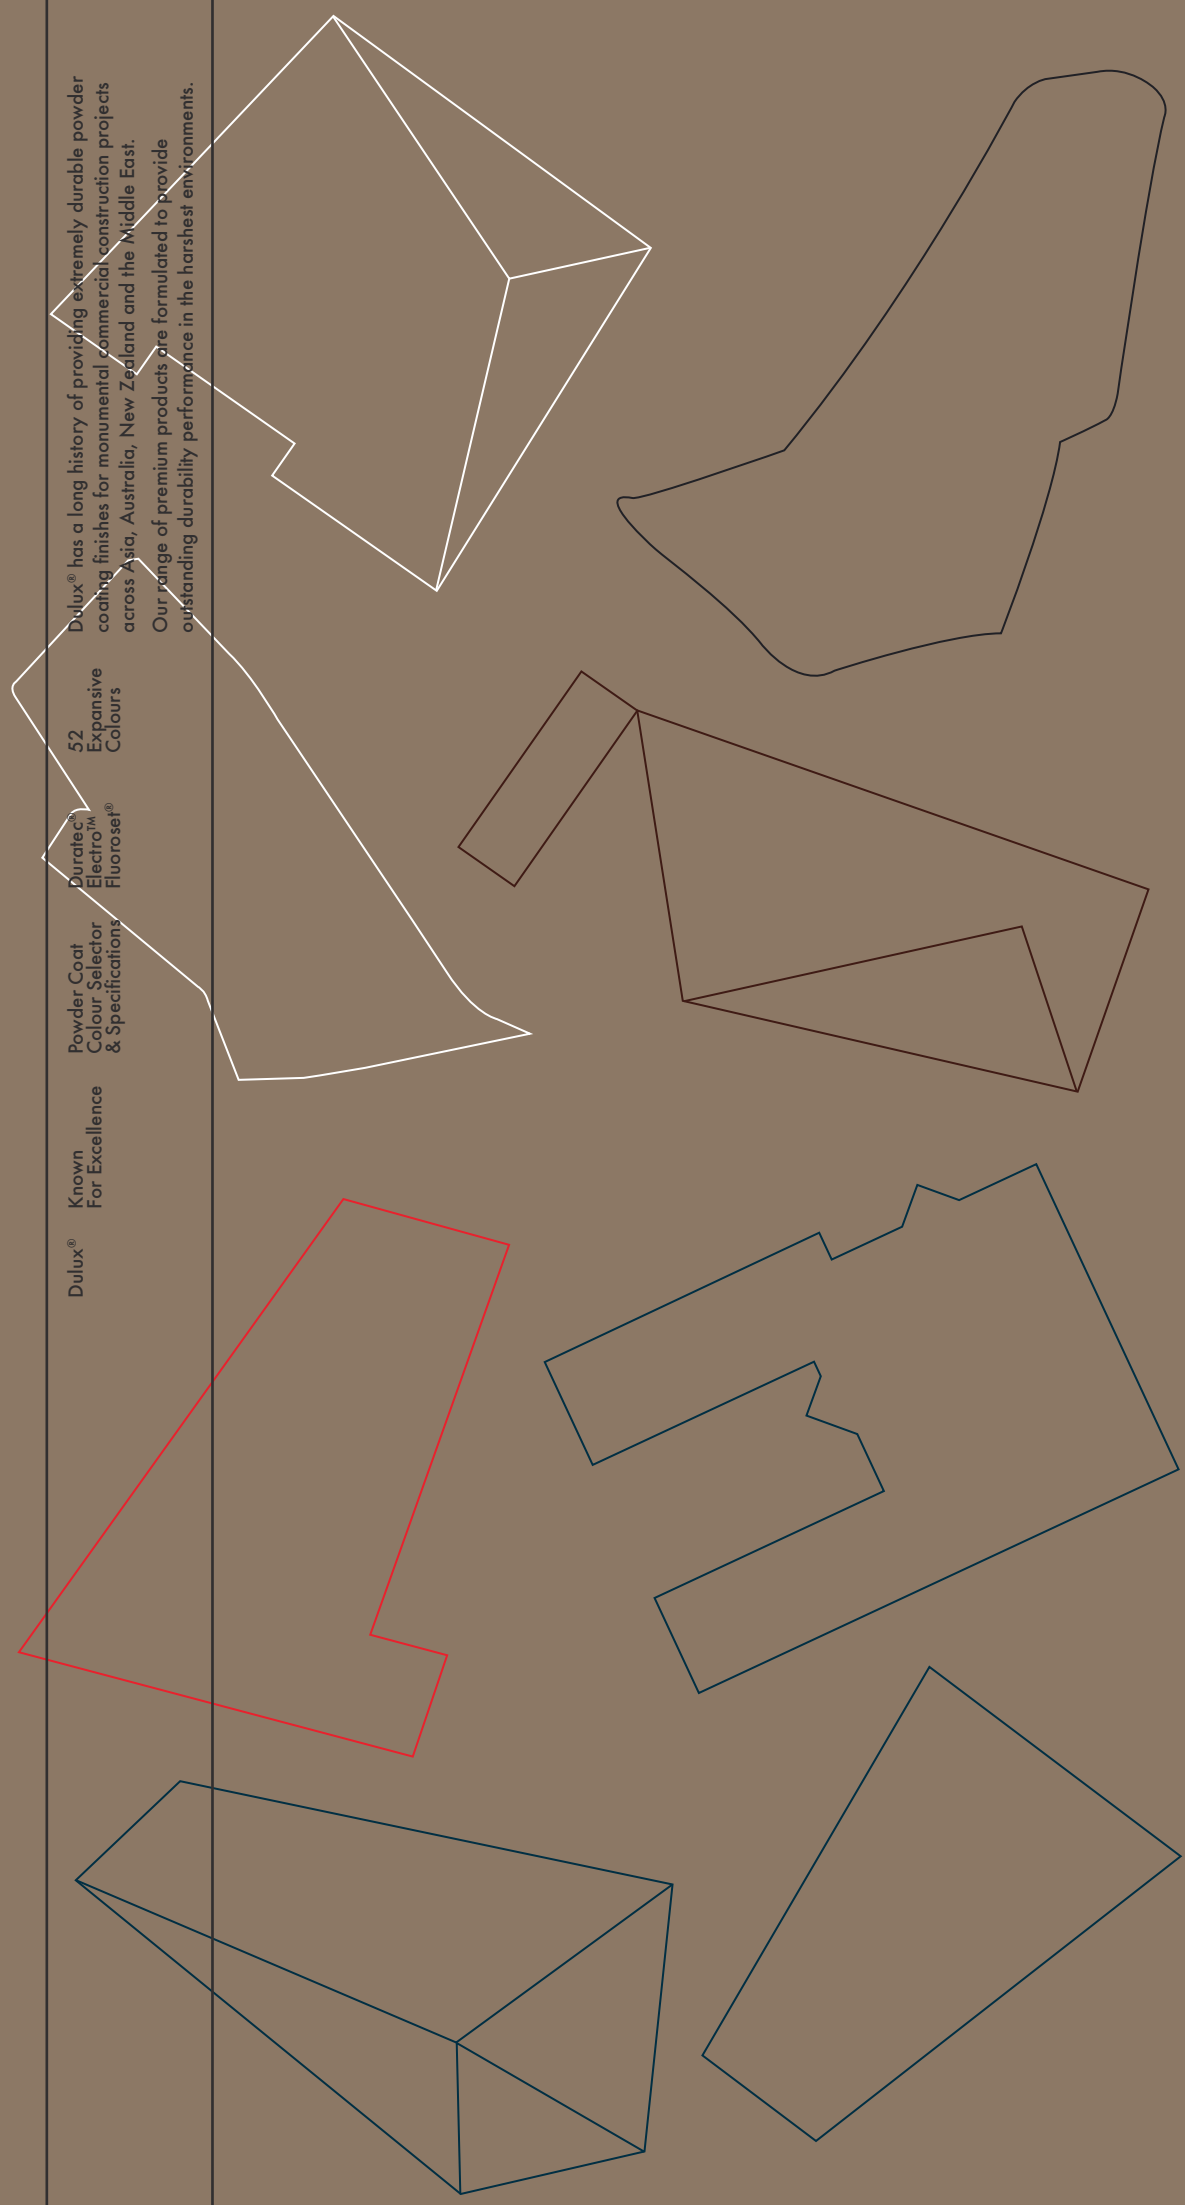 Dulux®
Known
For Excellence
Powder Coat
Colour Selector
& Specifications
Duratec®
Electro™
Fluoroset®
52
Expansive
Colours
Dulux® has a long history of providing extremely durable powder
coating finishes for monumental commercial construction projects
across Asia, Australia, New Zealand and the Middle East.
Our range of premium products are formulated to provide
outstanding durability performance in the harshest environments.